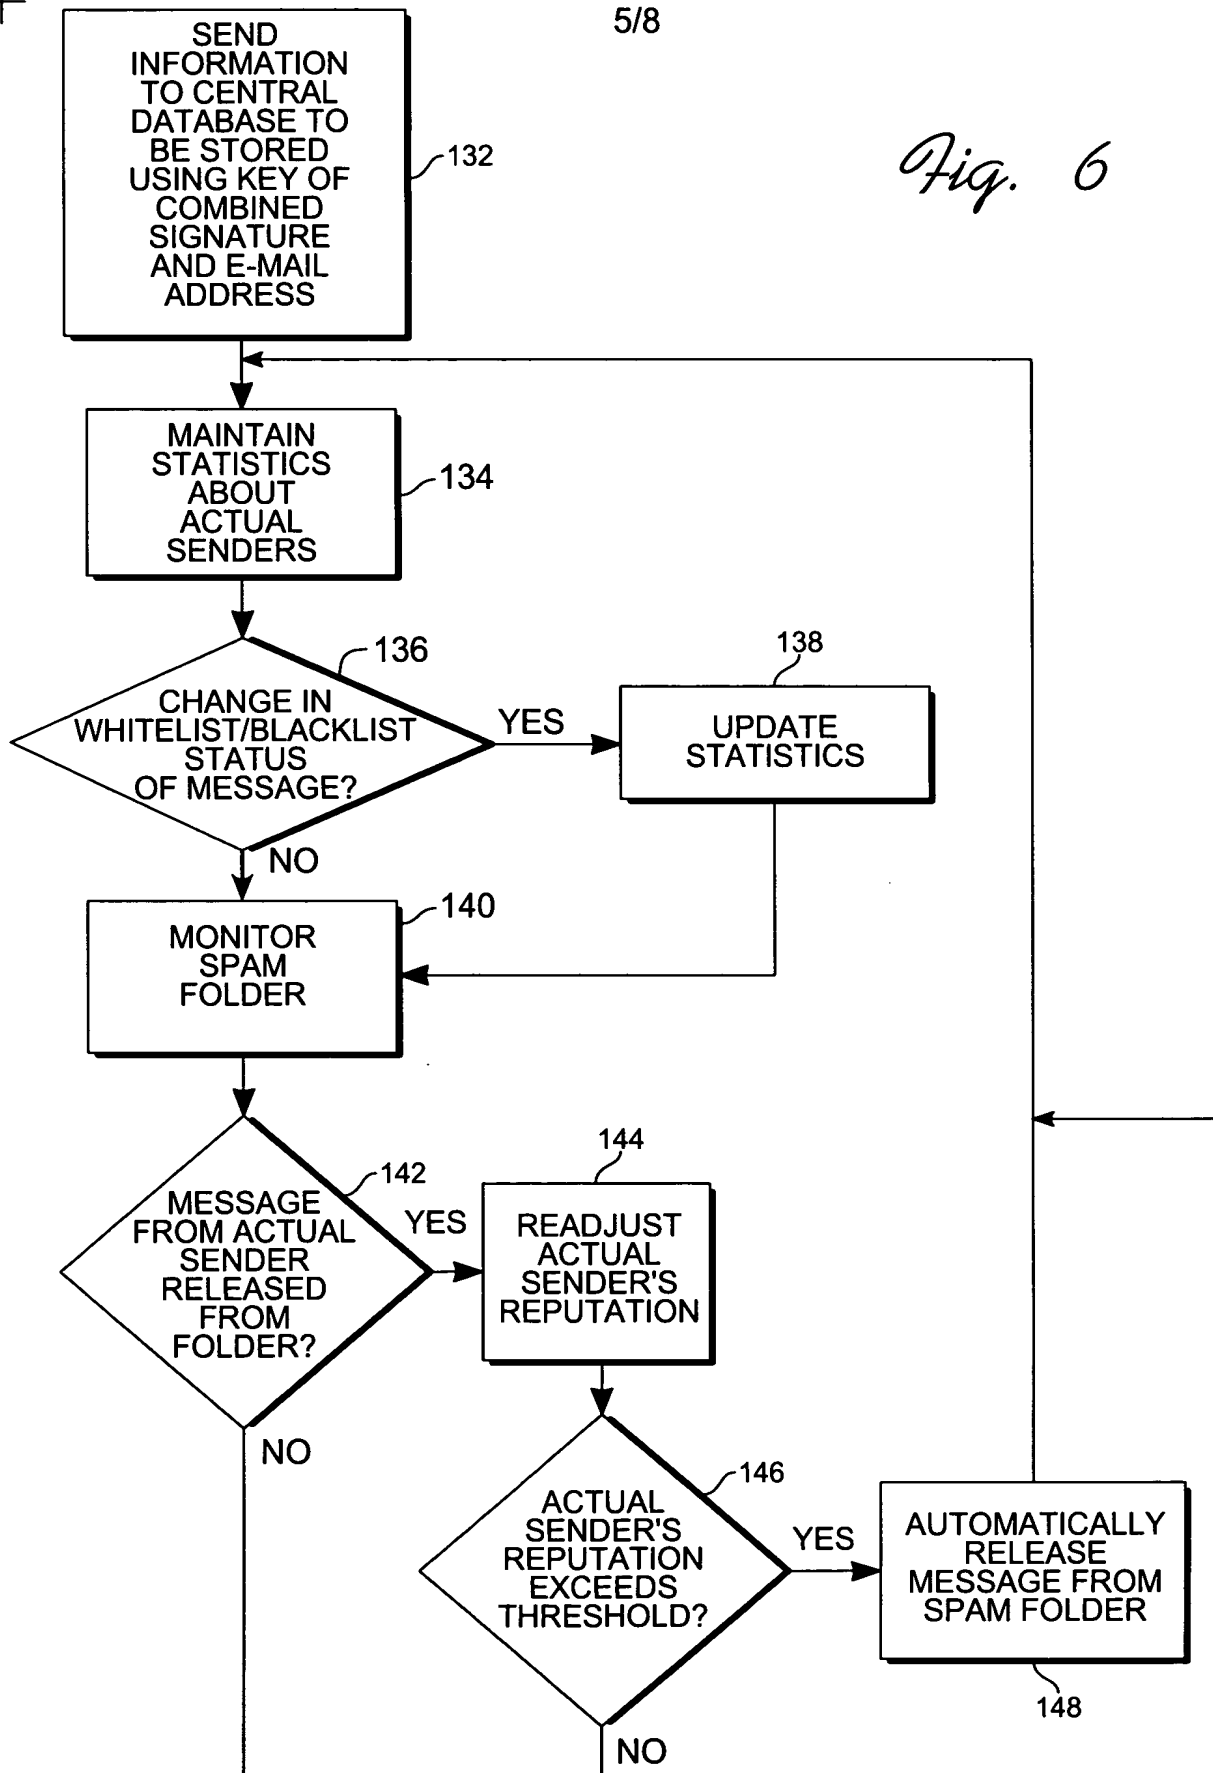 5/8
Fig. 6
SEND
INFORMATION
TO CENTRAL
DATABASE TO
BE STORED
USING KEY OF
COMBINED
SIGNATURE
AND E-MAIL
ADDRESS
132
MAINTAIN
STATISTICS
ABOUT
ACTUAL
SENDERS
134
136
CHANGE IN
WHITELIST/BLACKLIST
STATUS
OF MESSAGE?
YES
138
UPDATE
STATISTICS
NO
140
MONITOR
SPAM
FOLDER
142
MESSAGE
FROM ACTUAL
SENDER
RELEASED
FROM
FOLDER?
YES
144
READJUST
ACTUAL
SENDER'S
REPUTATION
NO
146
ACTUAL
SENDER'S
REPUTATION
EXCEEDS
THRESHOLD?
YES
AUTOMATICALLY
RELEASE
MESSAGE FROM
SPAM FOLDER
148
NO